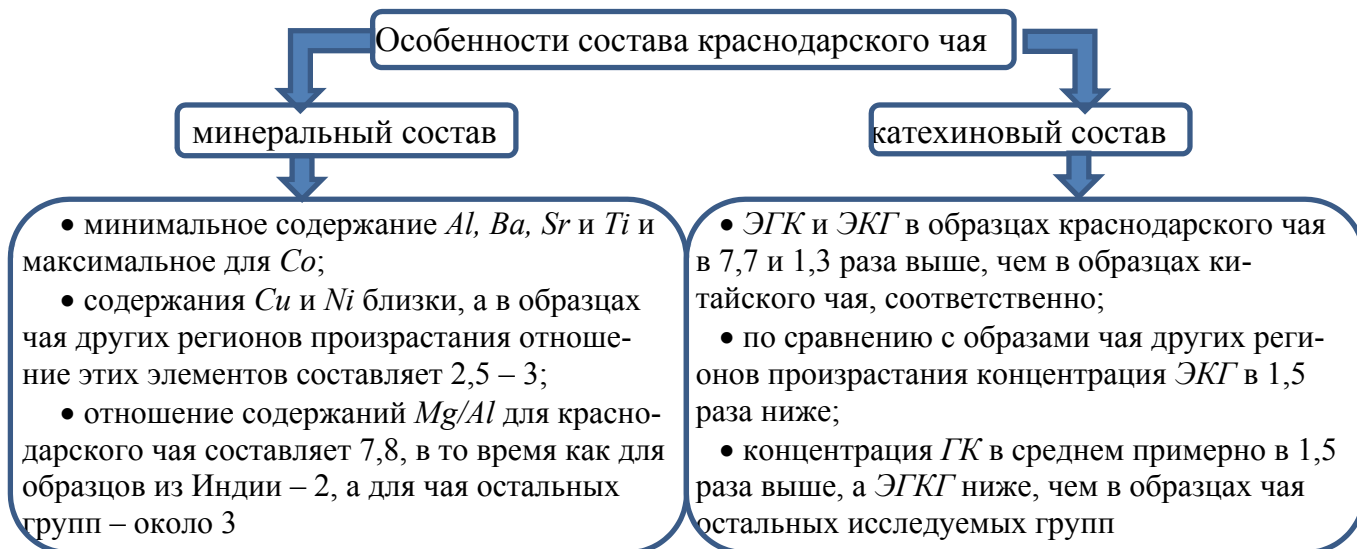 Особенности состава краснодарского чая
минеральный состав
• минимальное содержание Al, Ba, Sr и Ti и
максимальное для Co;
• содержания Cu и Ni близки, а в образцах
чая других регионов произрастания отноше-
ние этих элементов составляет 2,5 – 3;
• отношение содержаний Mg/Al для красно-
дарского чая составляет 7,8, в то время как для
образцов из Индии – 2, а для чая остальных
групп – около 3
катехиновый состав
• ЭГК и ЭКГ в образцах краснодарского чая
в 7,7 и 1,3 раза выше, чем в образцах ки-
тайского чая, соответственно;
• по сравнению с образами чая других реги-
онов произрастания концентрация ЭКГ в 1,5
раза ниже;
• концентрация ГК в среднем примерно в 1,5
раза выше, а ЭГКГ ниже, чем в образцах чая
остальных исследуемых групп